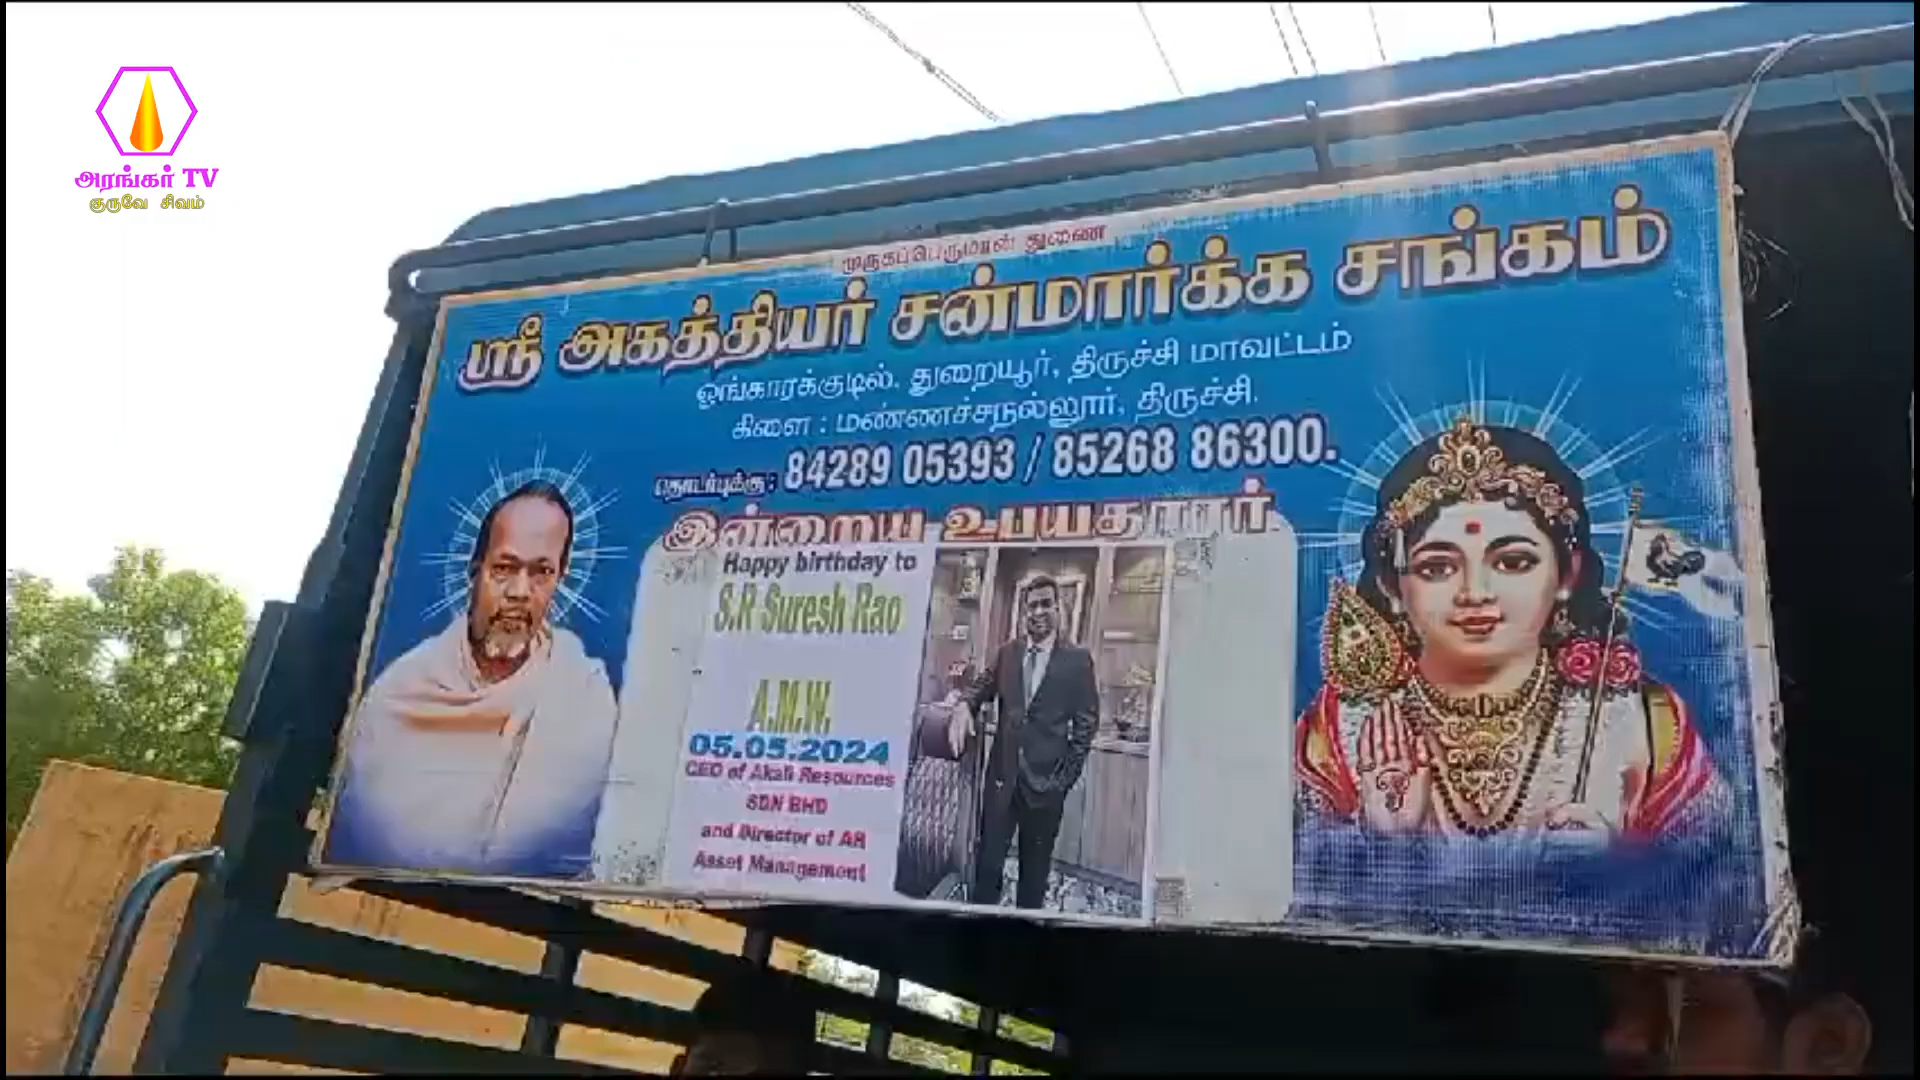 அரங்கர் TV
குருவே சிவம்
முருகப்பெருமான் துணை
ஸ்ரீ அகத்தியர் சன்மார்க்க சங்கம்
ஓங்காரக்குடில், துறையூர், திருச்சி மாவட்டம்
கிளை : மண்ணச்சநல்லூர், திருச்சி.
தொடர்புக்கு : 84289 05393 / 85268 86300.
இன்றைய உபயதாரர்
Happy birthday to
S.R Suresh Rao
A.M.W.
05.05.2024
CEO of Akali Resources
SDN BHD
and Director of AR
Asset Management